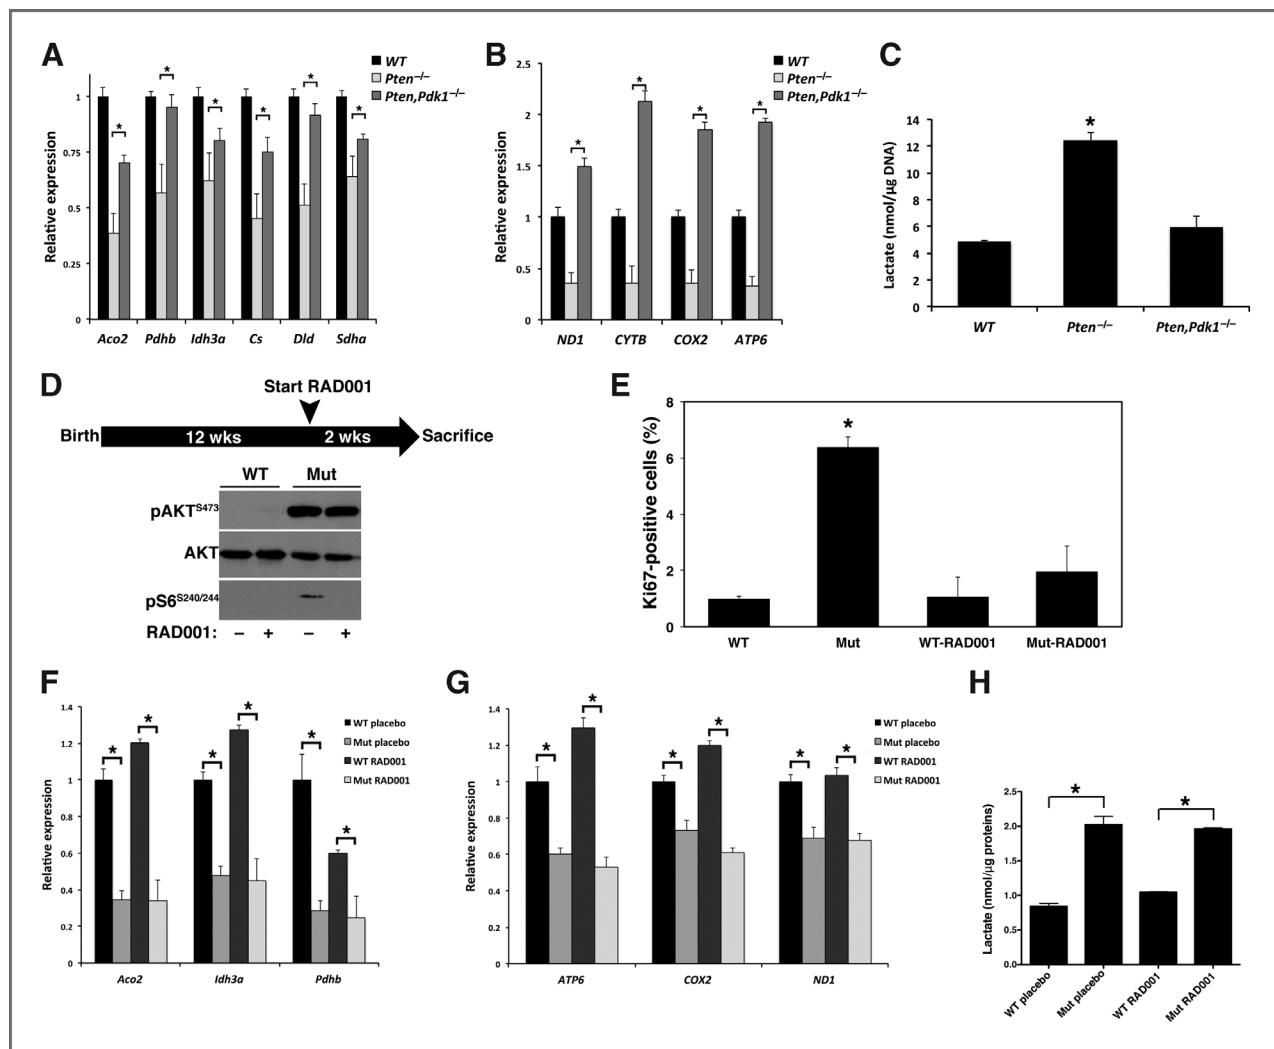 A
WT
Pten–/–
Pten,Pdk1–/–
Relative expression
1
0.75
0.5
0.25
0
* * * * * *
Aco2 Pdhb Idh3a Cs Dld Sdha
B
WT
Pten–/–
Pten,Pdk1–/–
Relative expression
2.5
2
1.5
1
0.5
0
* * * *
ND1 CYTB COX2 ATP6
C
Lactate (nmol/µg DNA)
14
12
10
8
6
4
2
0
*
WT Pten–/– Pten,Pdk1–/–
D
Start RAD001
Birth 12 wks 2 wks Sacrifice
WT Mut
pAKTS473
AKT
pS6S240/244
RAD001: – + – +
E
Ki67-positive cells (%)
8
6
4
2
0
*
WT Mut WT-RAD001 Mut-RAD001
F
WT placebo
Mut placebo
WT RAD001
Mut RAD001
Relative expression
1.4
1.2
1
0.8
0.6
0.4
0.2
0
* * * * * *
Aco2 Idh3a Pdhb
G
WT placebo
Mut placebo
WT RAD001
Mut RAD001
Relative expression
1.4
1.2
1
0.8
0.6
0.4
0.2
0
* * * * * *
ATP6 COX2 ND1
H
Lactate (nmol/µg proteins)
2.5
2.0
1.0
0.5
0.0
* *
WT placebo Mut placebo WT RAD001 Mut RAD001